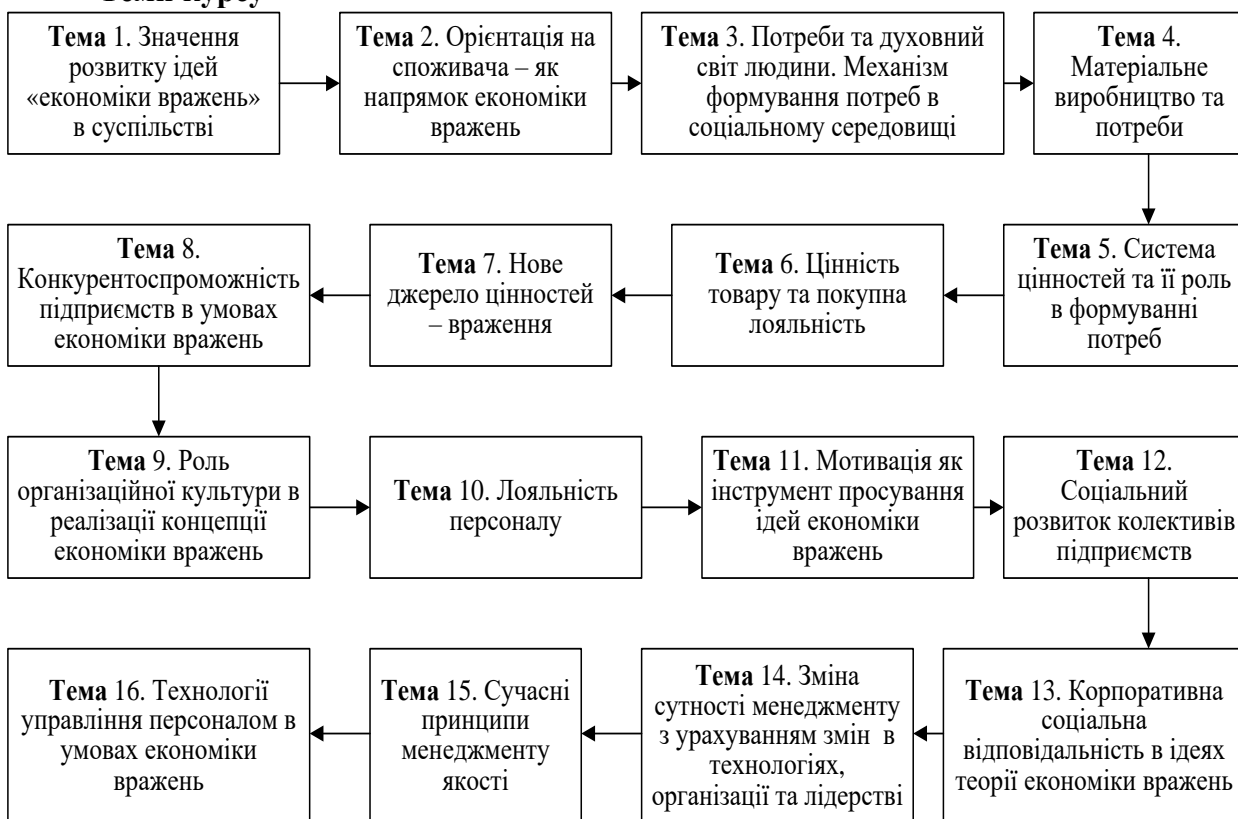 Тема 1. Значення
розвитку ідей
«економіки вражень»
в суспільстві
Тема 2. Орієнтація на
споживача – як
напрямок економіки
вражень
Тема 3. Потреби та духовний
світ людини. Механізм
формування потреб в
соціальному середовищі
Тема 4.
Матеріальне
виробництво та
потреби
Тема 5. Система
цінностей та її роль
в формуванні
потреб
Тема 6. Цінність
товару та покупна
лояльність
Тема 7. Нове
джерело цінностей
– враження
Тема 8.
Конкурентоспроможність
підприємств в умовах
економіки вражень
Тема 9. Роль
організаційної культури в
реалізації концепції
економіки вражень
Тема 10. Лояльність
персоналу
Тема 11. Мотивація як
інструмент просування
ідей економіки
вражень
Тема 12.
Соціальний
розвиток колективів
підприємств
Тема 13. Корпоративна
соціальна
відповідальність в ідеях
теорії економіки вражень
Тема 14. Зміна
сутності менеджменту
з урахуванням змін в
технологіях,
організації та лідерстві
Тема 15. Сучасні
принципи
менеджменту
якості
Тема 16. Технології
управління персоналом в
умовах економіки
вражень